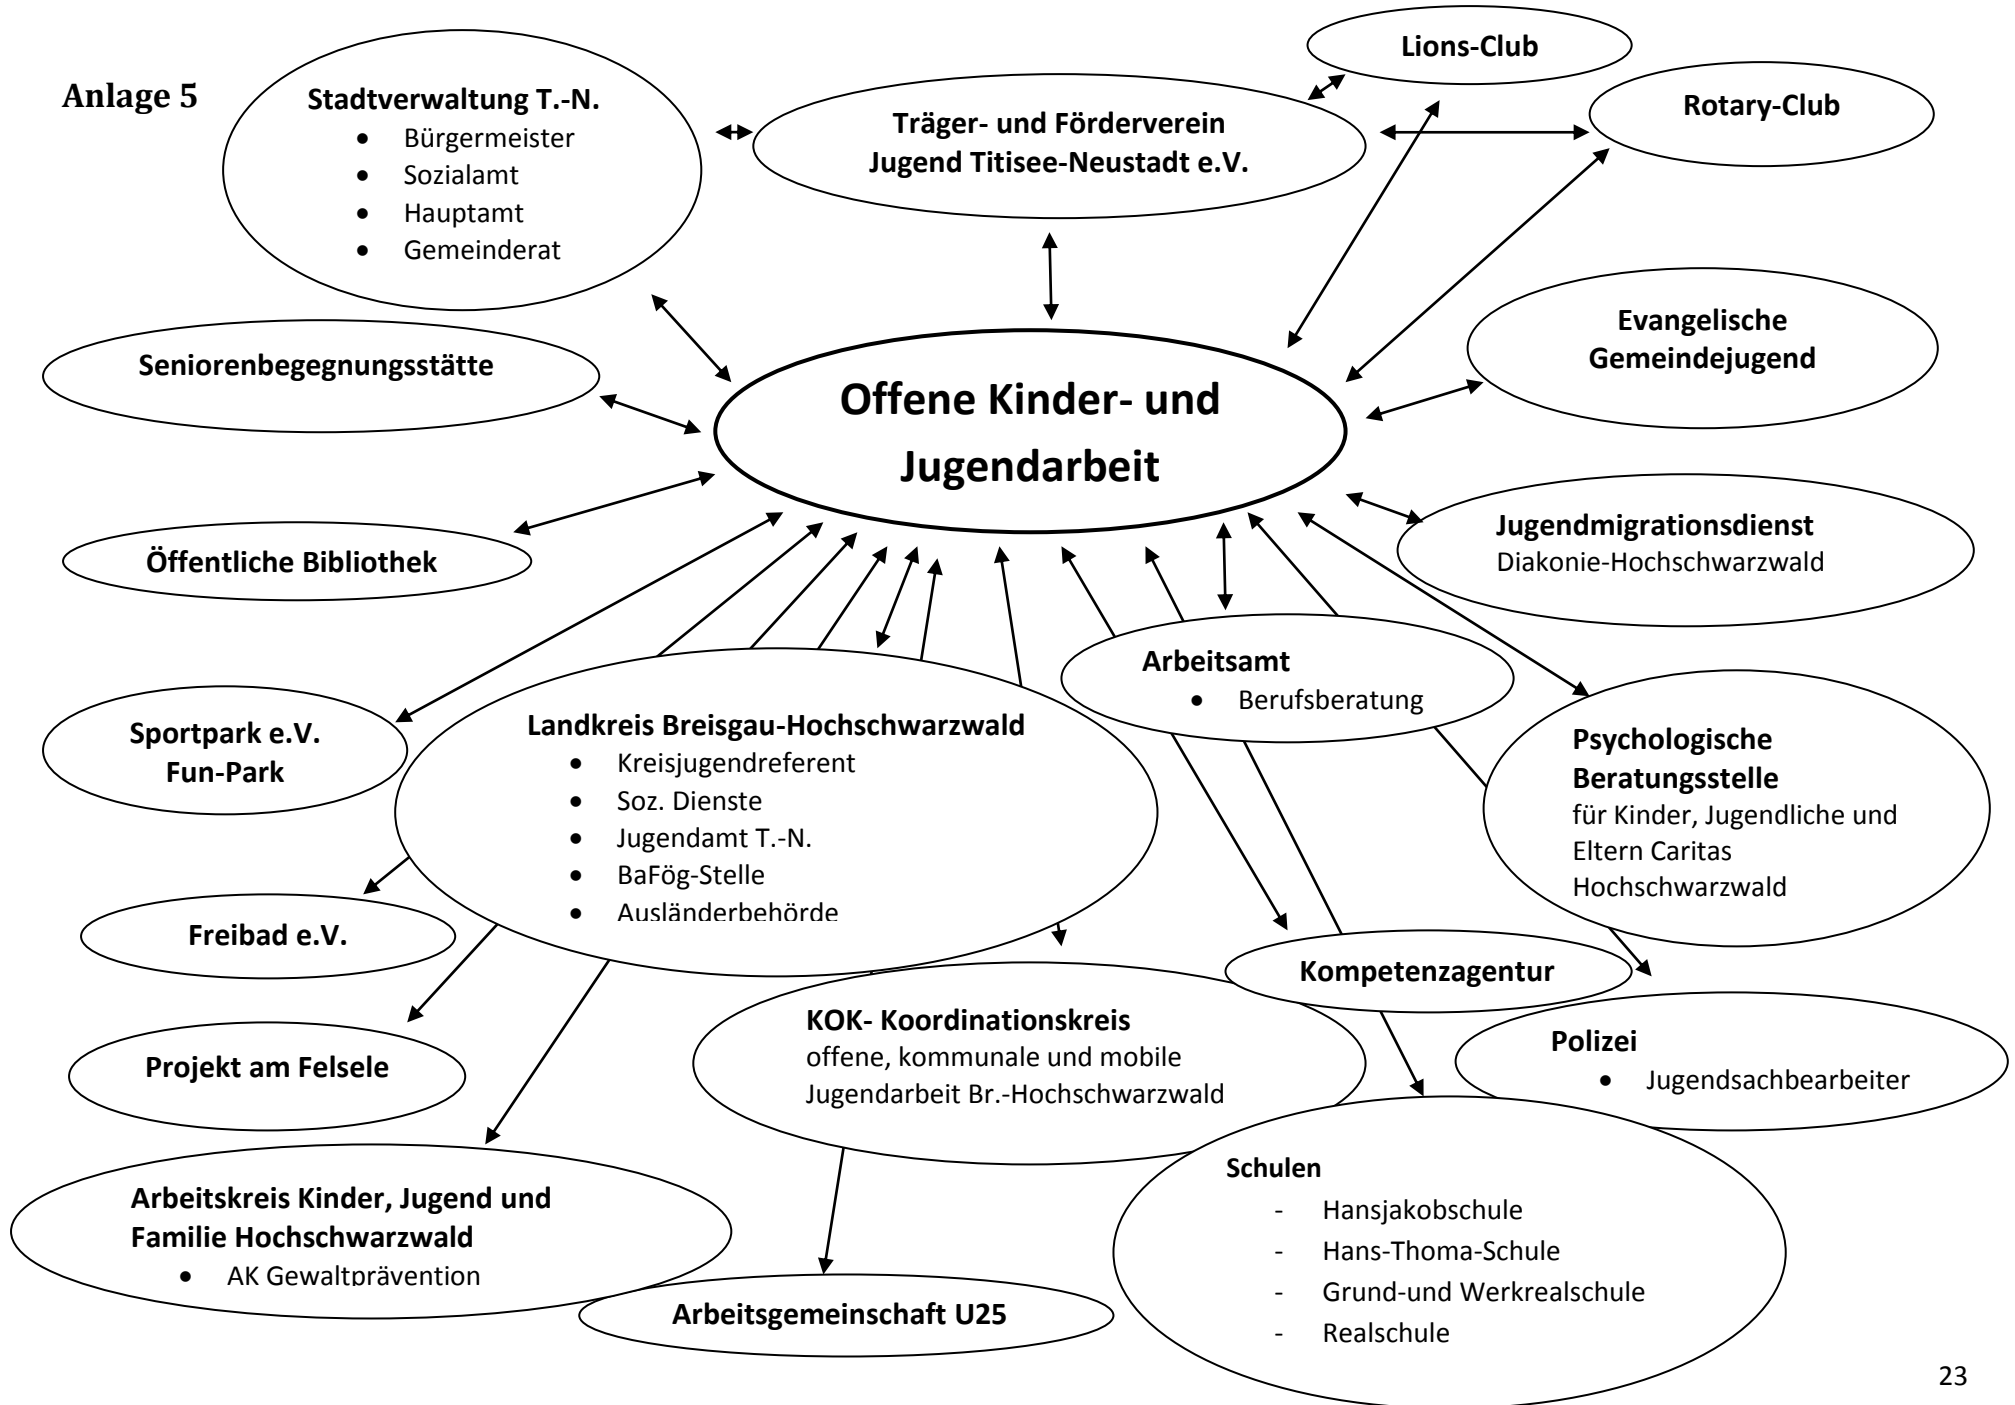 Anlage 5
Stadtverwaltung T.-N.
• Bürgermeister
• Sozialamt
• Hauptamt
• Gemeinderat
Träger- und Förderverein
Jugend Titisee-Neustadt e.V.
Lions-Club
Rotary-Club
Seniorenbegegnungsstätte
Offene Kinder- und
Jugendarbeit
Evangelische
Gemeindejugend
Öffentliche Bibliothek
Jugendmigrationsdienst
Diakonie-Hochschwarzwald
Sportpark e.V.
Fun-Park
Landkreis Breisgau-Hochschwarzwald
• Kreisjugendreferent
• Soz. Dienste
• Jugendamt T.-N.
• BaFög-Stelle
• Ausländerbehörde
Arbeitsamt
• Berufsberatung
Psychologische
Beratungsstelle
für Kinder, Jugendliche und
Eltern Caritas
Hochschwarzwald
Freibad e.V.
Kompetenzagentur
Projekt am Felsele
KOK- Koordinationskreis
offene, kommunale und mobile
Jugendarbeit Br.-Hochschwarzwald
Polizei
• Jugendsachbearbeiter
Arbeitskreis Kinder, Jugend und
Familie Hochschwarzwald
• AK Gewaltprävention
Arbeitsgemeinschaft U25
Schulen
- Hansjakobschule
- Hans-Thoma-Schule
- Grund-und Werkrealschule
- Realschule
23